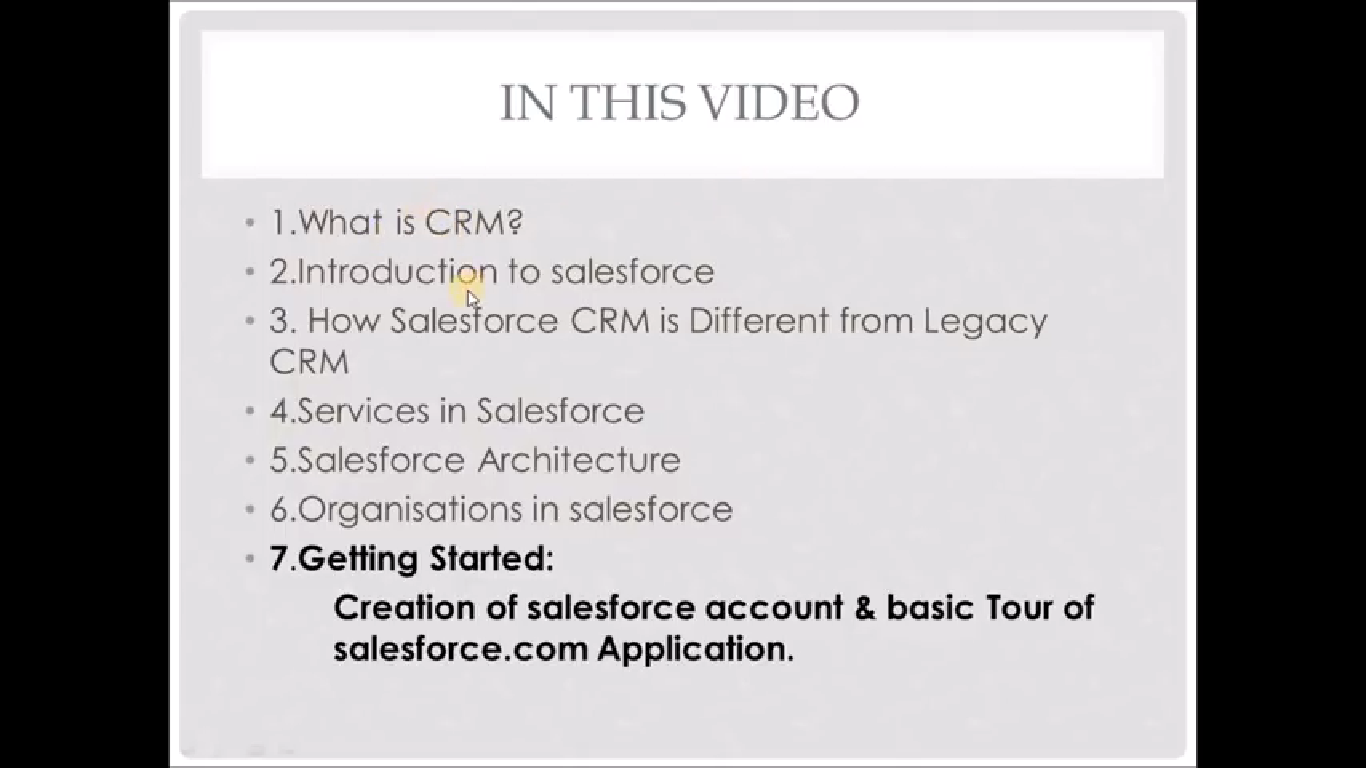 IN THIS VIDEO
• 1.What is CRM?
• 2.Introduction to salesforce
• 3. How Salesforce CRM is Different from Legacy
CRM
• 4.Services in Salesforce
• 5.Salesforce Architecture
• 6.Organisations in salesforce
• 7.Getting Started:
Creation of salesforce account & basic Tour of
salesforce.com Application.